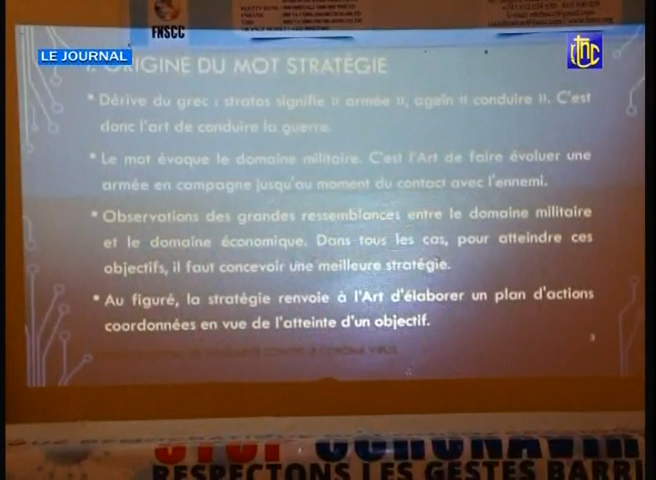 FNSCC
LE JOURNAL
I. ORIGINE DU MOT STRATÉGIE
• Dérive du grec : stratos signifie « armée », ageîn « conduire ». C'est
donc l'art de conduire la guerre.
• Le mot évoque le domaine militaire. C'est l'Art de faire évoluer une
armée en campagne jusqu'au moment du contact avec l'ennemi.
• Observations des grandes ressemblances entre le domaine militaire
et le domaine économique. Dans tous les cas, pour atteindre ces
objectifs, il faut concevoir une meilleure stratégie.
• Au figuré, la stratégie renvoie à l'Art d'élaborer un plan d'actions
coordonnées en vue de l'atteinte d'un objectif.
3
STOP CORONAVIR
RESPECTONS LES GESTES BARRI